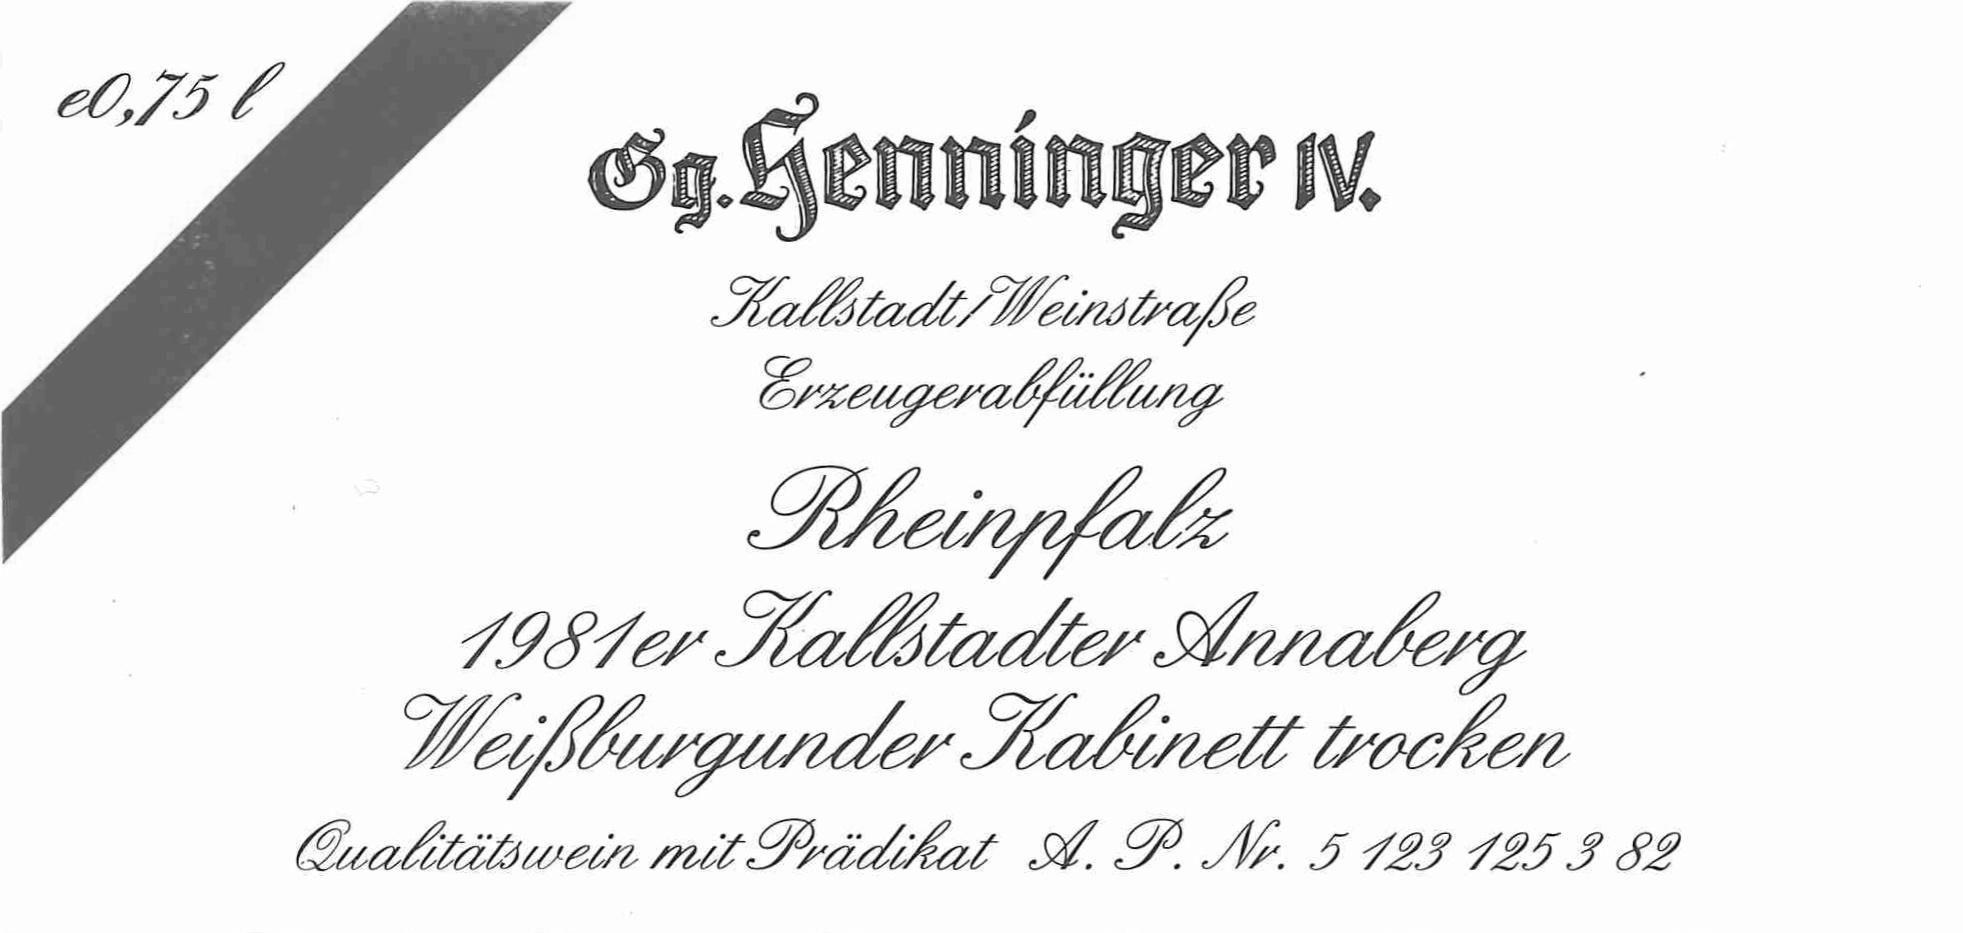 e0,75 l
Gg. Henninger IV.
Kallstadt/Weinstraße
Erzeugerabfüllung
Rheinpfalz
1981er Kallstadter Annaberg
Weißburgunder Kabinett trocken
Qualitätswein mit Prädikat A. P. Nr. 5 123 125 3 82